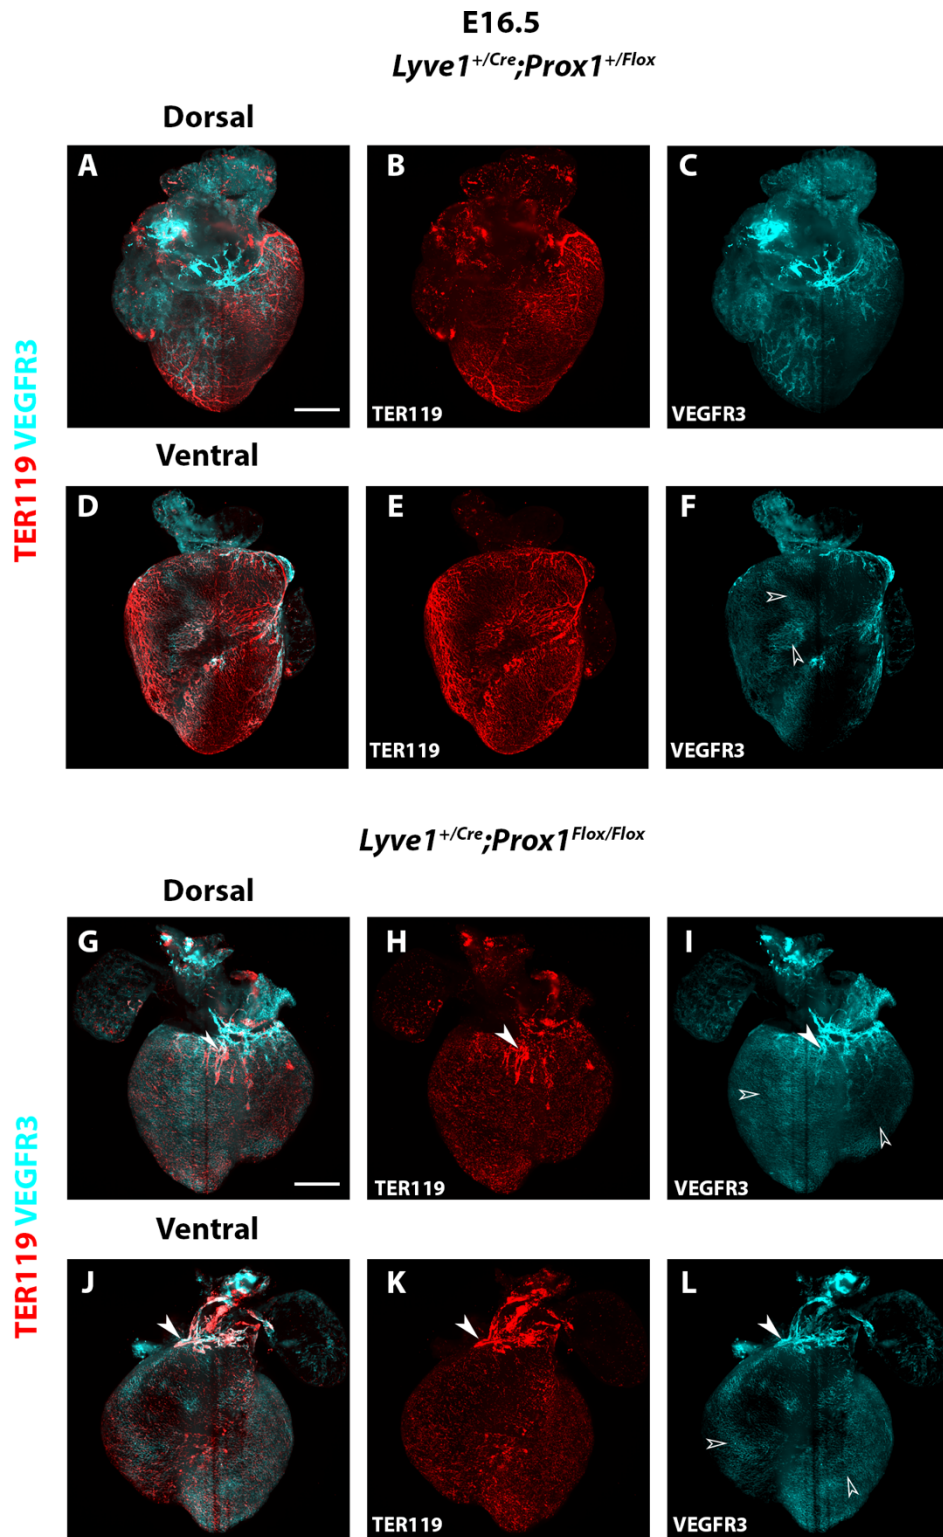 E16.5
Lyve1+/Cre;Prox1+/Flox
Dorsal
A
B
C
TER119
VEGFR3
Ventral
D
E
F
TER119
VEGFR3
TER119 VEGFR3
Lyve1+/Cre;Prox1Flox/Flox
Dorsal
G
H
I
TER119
VEGFR3
Ventral
J
K
L
TER119
VEGFR3
TER119 VEGFR3